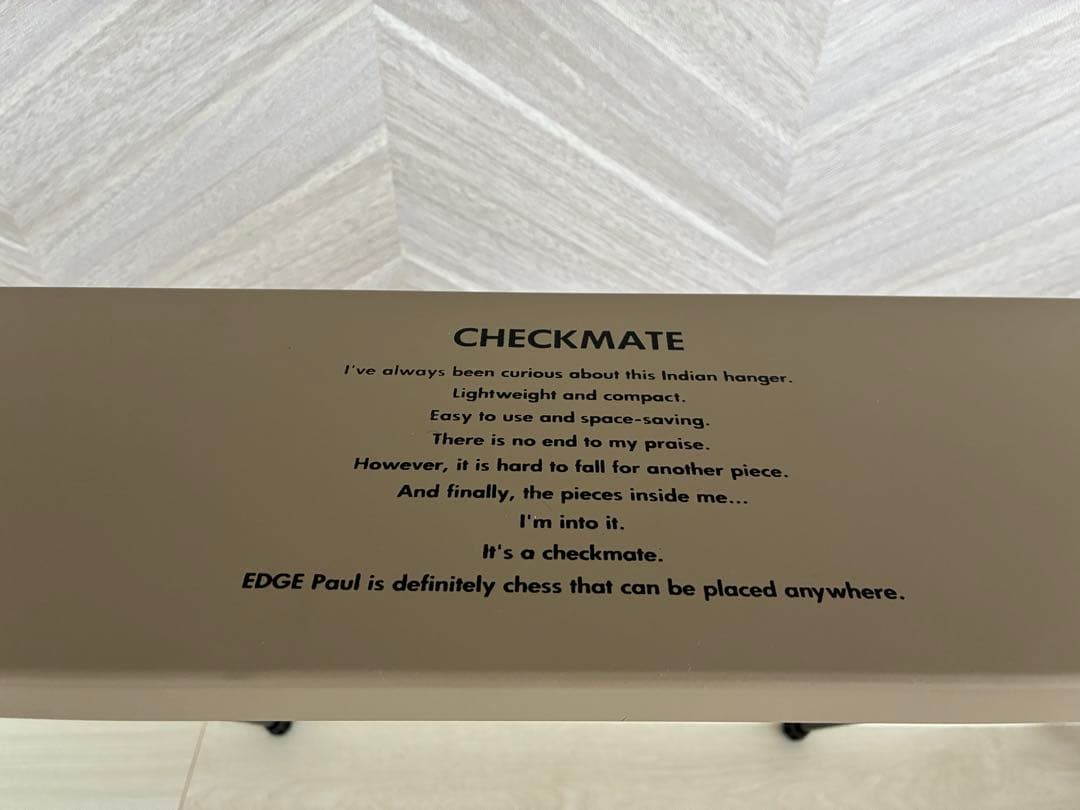 CHECKMATE
I've always been curious about this Indian hanger.
Lightweight and compact.
Easy to use and space-saving.
There is no end to my praise.
However, it is hard to fall for another piece.
And finally, the pieces inside me...
I'm into it.
It's a checkmate.
EDGE Paul is definitely chess that can be placed anywhere.